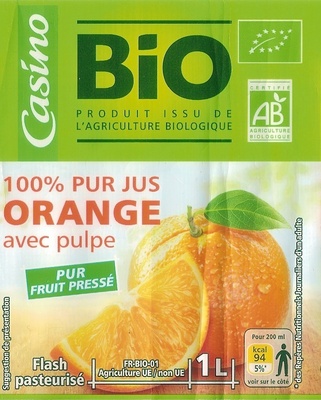 Casino
BiO
PRODUIT ISSU DE
L'AGRICULTURE BIOLOGIQUE
CERTIFIÉ
AB
AGRICULTURE
BIOLOGIQUE
100% PUR JUS
ORANGE
avec pulpe
PUR
FRUIT PRESSÉ
Suggestion de présentation
Flash
pasteurisé
FR-BIO-01
Agriculture UE / non UE
1L
Pour 200 ml
kcal
94
5%*
voir sur le côté
*des Repères Nutritionnels Journaliers d'un adulte